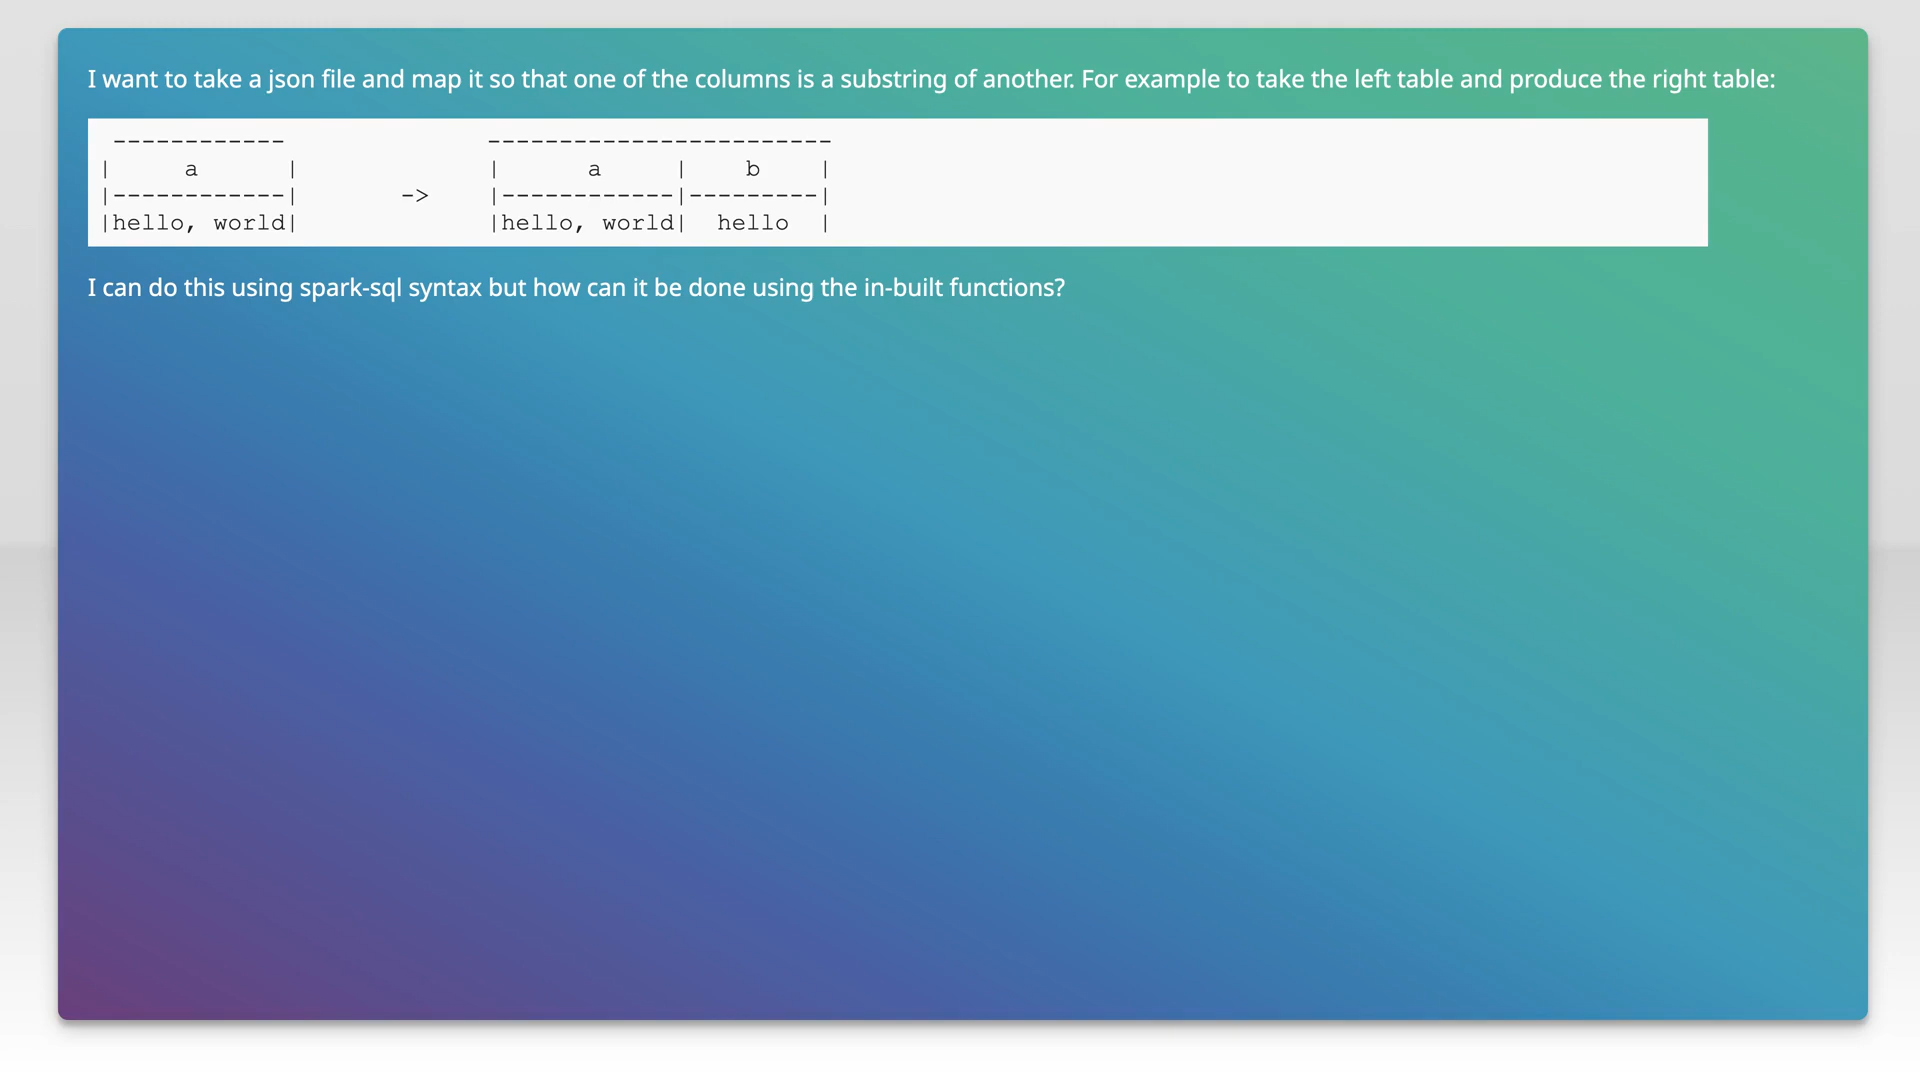 I want to take a json file and map it so that one of the columns is a substring of another. For example to take the left table and produce the right table:
 ------------              ------------------------
|     a      |             |      a     |    b    |
|------------|       ->    |------------|---------|
|hello, world|             |hello, world|  hello  |
I can do this using spark-sql syntax but how can it be done using the in-built functions?